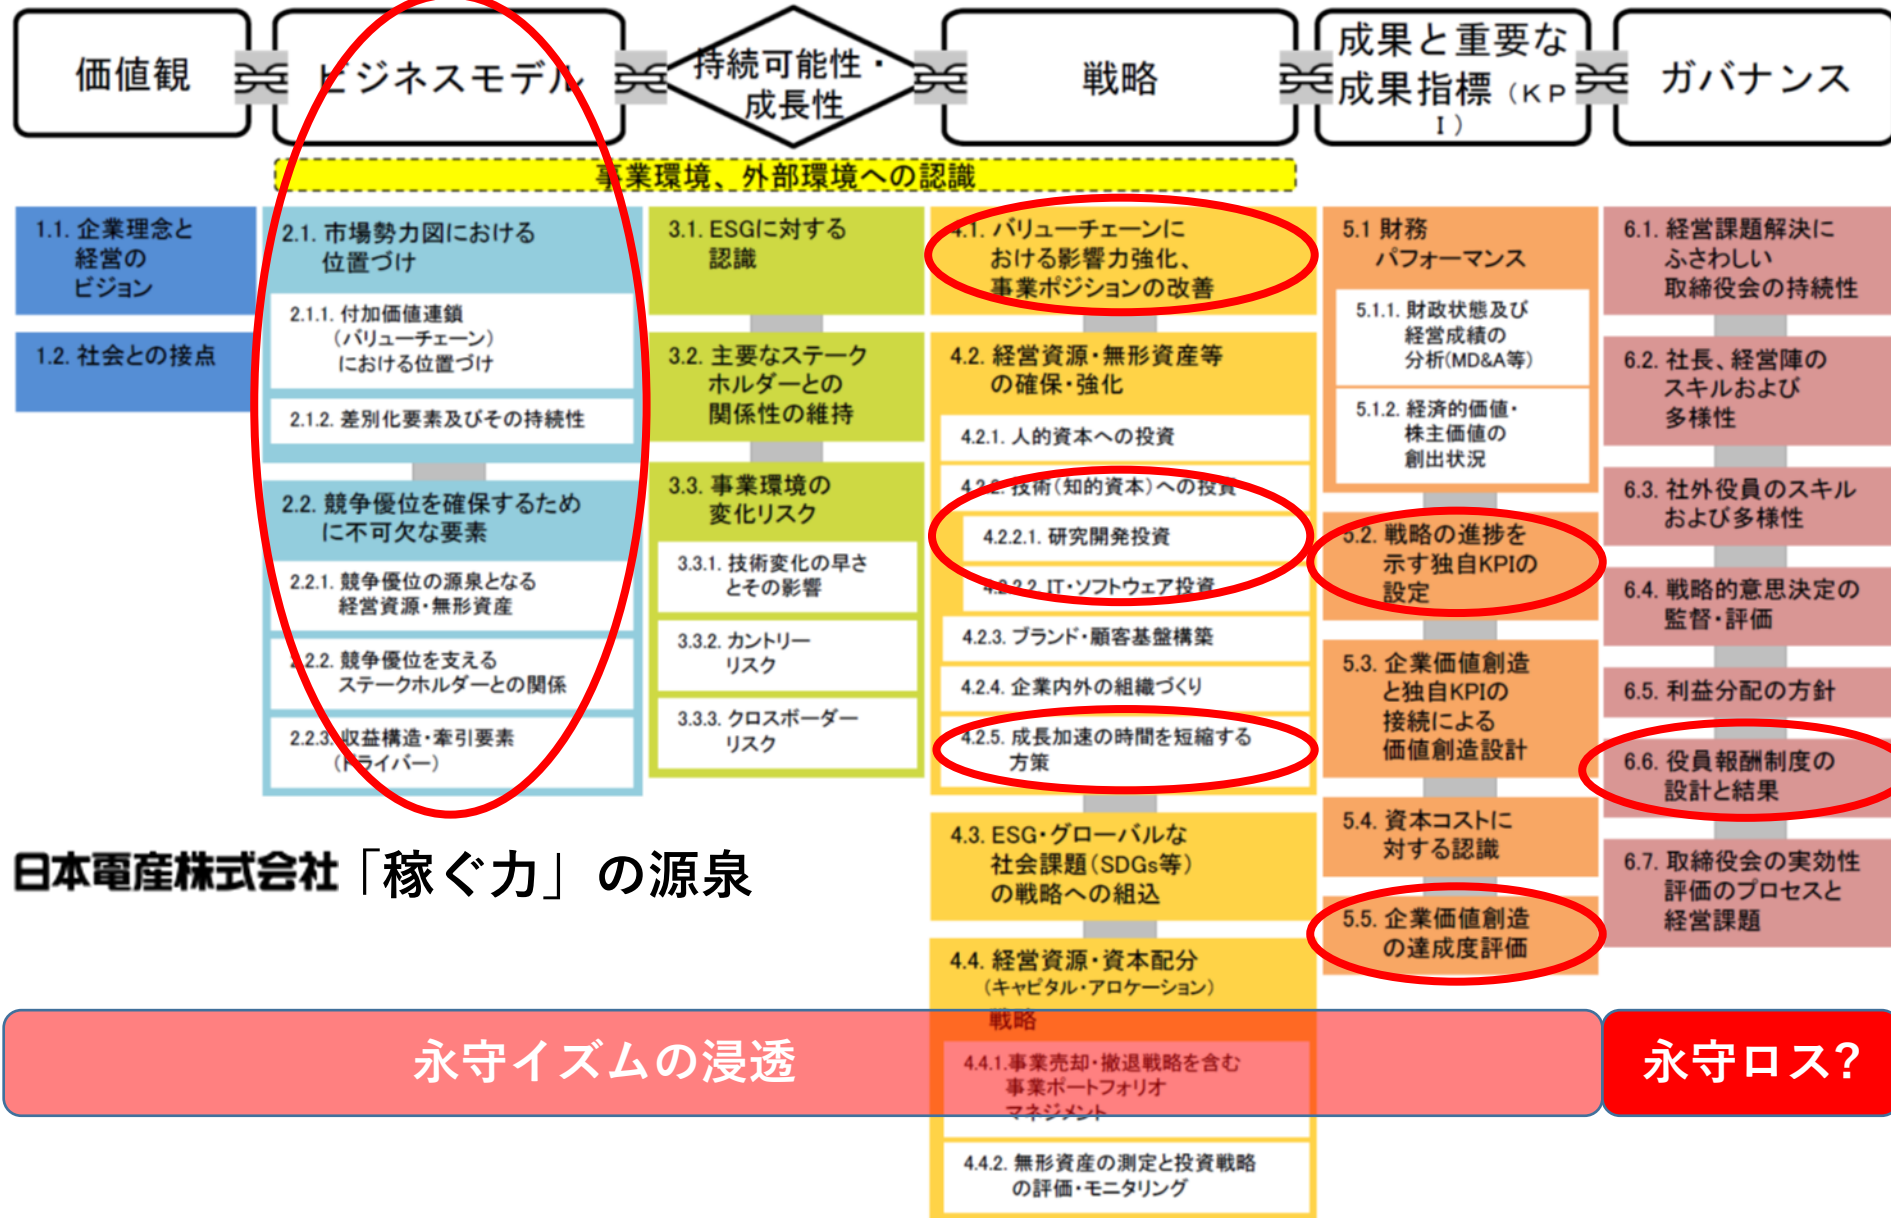 価値観
ビジネスモデル
持続可能性・
成長性
戦略
成果と重要な
成果指標（ＫＰ
Ｉ）
ガバナンス
事業環境、外部環境への認識
1.1. 企業理念と
経営の
ビジョン
1.2. 社会との接点
2.1. 市場勢力図における
位置づけ
2.1.1. 付加価値連鎖
（バリューチェーン）
における位置づけ
2.1.2. 差別化要素及びその持続性
2.2. 競争優位を確保するため
に不可欠な要素
2.2.1. 競争優位の源泉となる
経営資源・無形資産
2.2.2. 競争優位を支える
ステークホルダーとの関係
2.2.3. 収益構造・牽引要素
（ドライバー）
3.1. ESGに対する
認識
3.2. 主要なステーク
ホルダーとの
関係性の維持
3.3. 事業環境の
変化リスク
3.3.1. 技術変化の早さ
とその影響
3.3.2. カントリー
リスク
3.3.3. クロスボーダー
リスク
4.1. バリューチェーンに
おける影響力強化、
事業ポジションの改善
4.2. 経営資源・無形資産等
の確保・強化
4.2.1. 人的資本への投資
4.2.2. 技術（知的資本）への投資
4.2.2.1. 研究開発投資
4.2.2.2. IT・ソフトウェア投資
4.2.3. ブランド・顧客基盤構築
4.2.4. 企業内外の組織づくり
4.2.5. 成長加速の時間を短縮する
方策
4.3. ESG・グローバルな
社会課題（SDGs等）
の戦略への組込
4.4. 経営資源・資本配分
（キャピタル・アロケーション）
戦略
4.4.1.事業売却・撤退戦略を含む
事業ポートフォリオ
マネジメント
4.4.2. 無形資産の測定と投資戦略
の評価・モニタリング
5.1 財務
パフォーマンス
5.1.1. 財政状態及び
経営成績の
分析(MD&A等)
5.1.2. 経済的価値・
株主価値の
創出状況
5.2. 戦略の進捗を
示す独自KPIの
設定
5.3. 企業価値創造
と独自KPIの
接続による
価値創造設計
5.4. 資本コストに
対する認識
5.5. 企業価値創造
の達成度評価
6.1. 経営課題解決に
ふさわしい
取締役会の持続性
6.2. 社長、経営陣の
スキルおよび
多様性
6.3. 社外役員のスキル
および多様性
6.4. 戦略的意思決定の
監督・評価
6.5. 利益分配の方針
6.6. 役員報酬制度の
設計と結果
6.7. 取締役会の実効性
評価のプロセスと
経営課題
日本電産株式会社「稼ぐ力」の源泉
永守イズムの浸透
永守ロス?